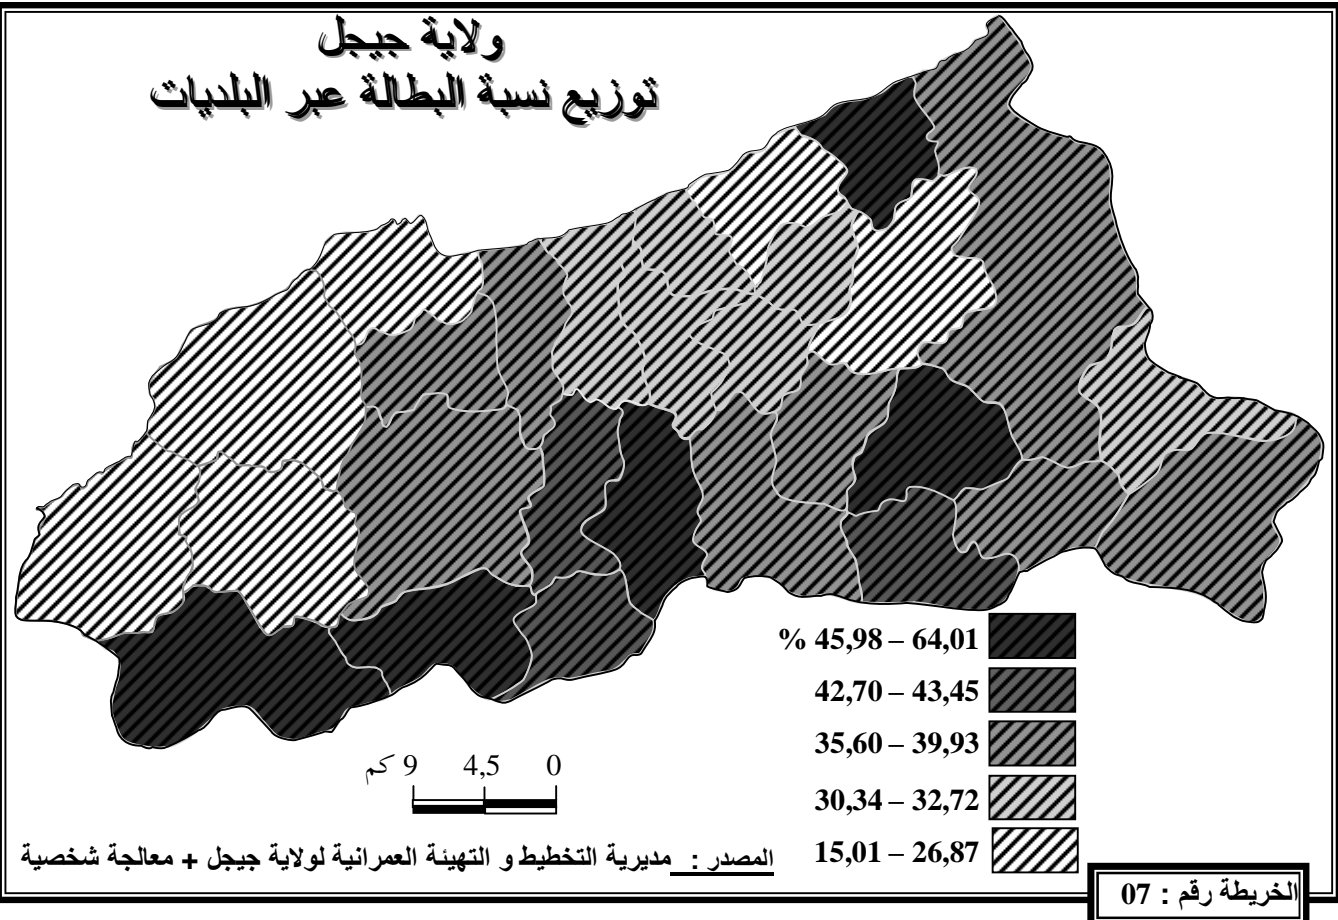 ولاية جيجل
توزيع نسبة البطالة عبر البلديات
% 45,98 – 64,01
42,70 – 43,45
35,60 – 39,93
30,34 – 32,72
15,01 – 26,87
9 كم 4,5 0
المصدر : مديرية التخطيط و التهيئة العمرانية لولاية جيجل + معالجة شخصية
الخريطة رقم : 07